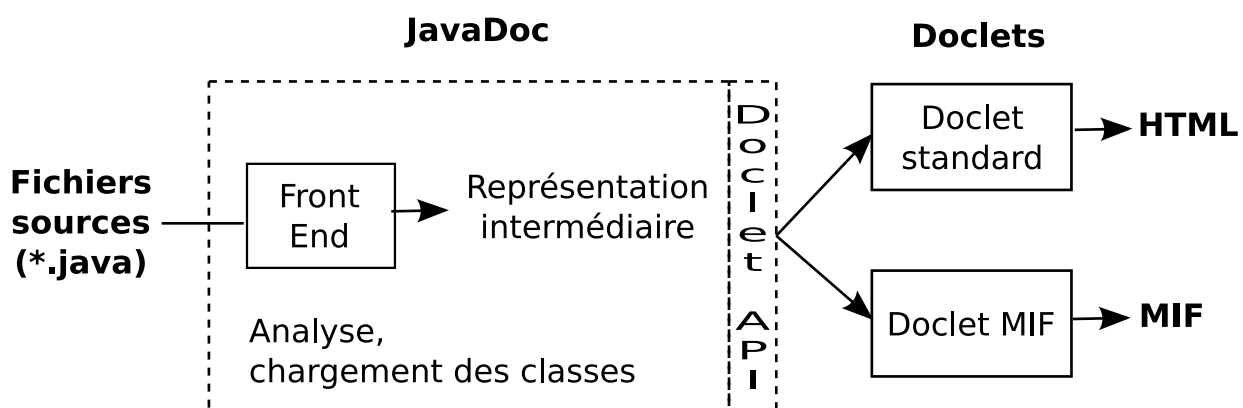 JavaDoc
Doclets
Fichiers
sources
(*.java)
Front
End
Représentation
intermédiaire
Analyse,
chargement des classes
Doclet API
Doclet
standard
HTML
Doclet MIF
MIF